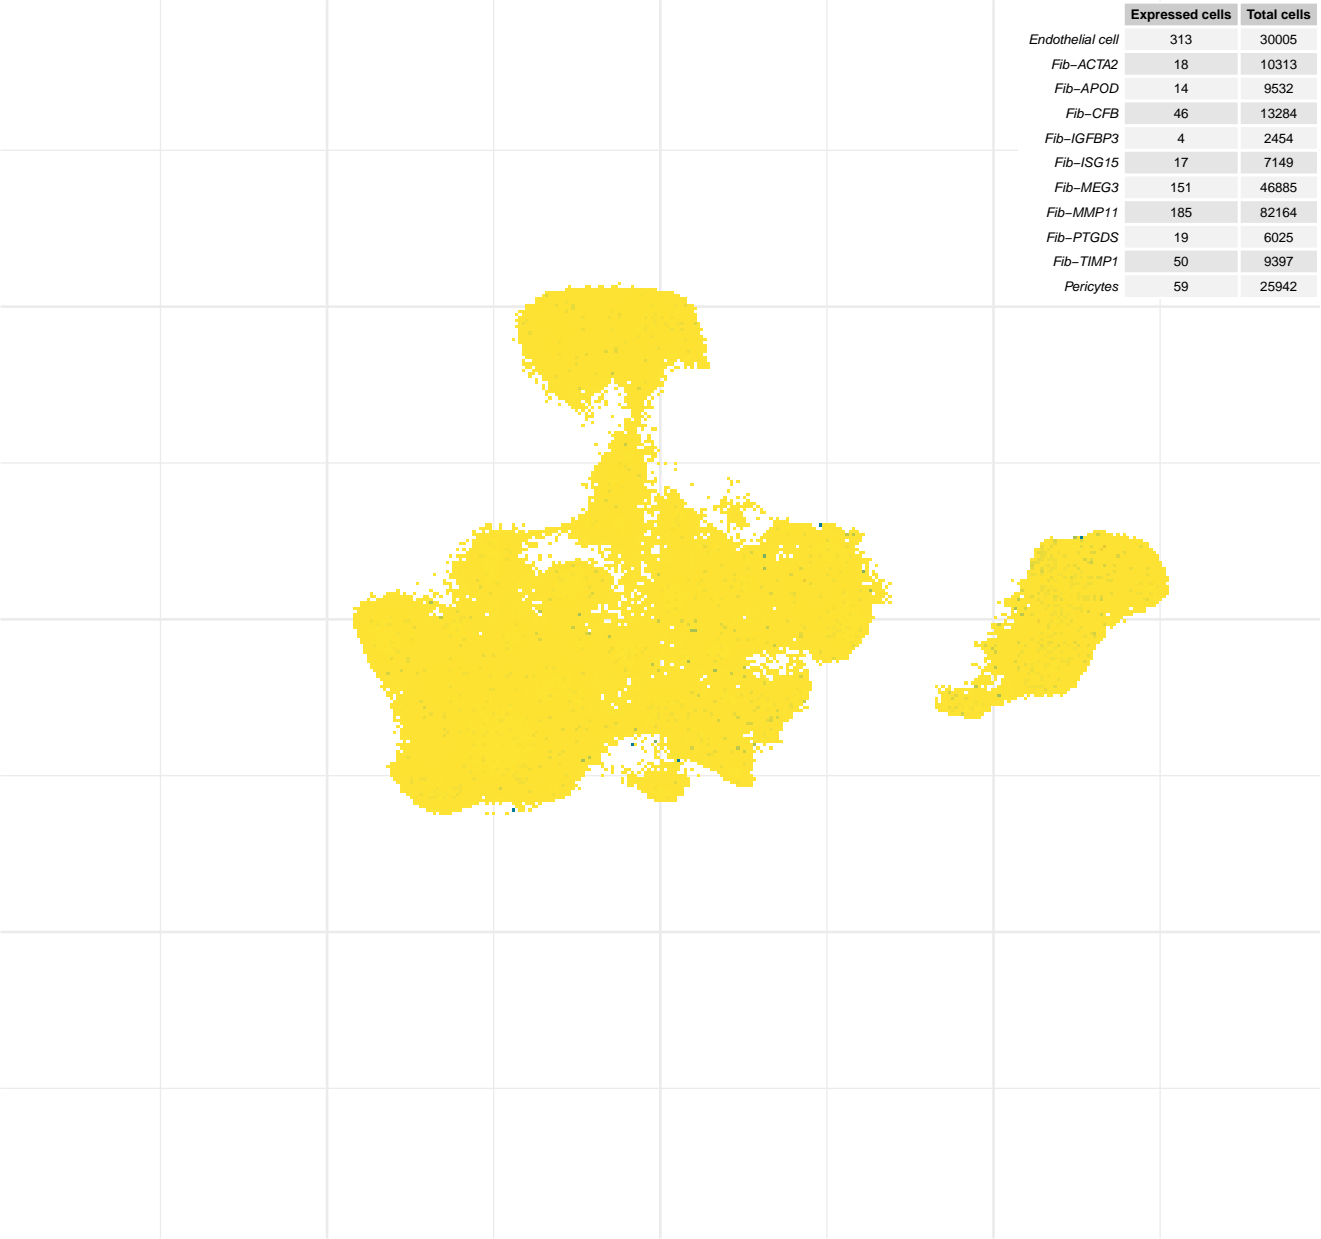 Expressed cells Total cells
Endothelial cell 313 30005
Fib−ACTA2 18 10313
Fib−APOD 14 9532
Fib−CFB 46 13284
Fib−IGFBP3 4 2454
Fib−ISG15 17 7149
Fib−MEG3 151 46885
Fib−MMP11 185 82164
Fib−PTGDS 19 6025
Fib−TIMP1 50 9397
Pericytes 59 25942